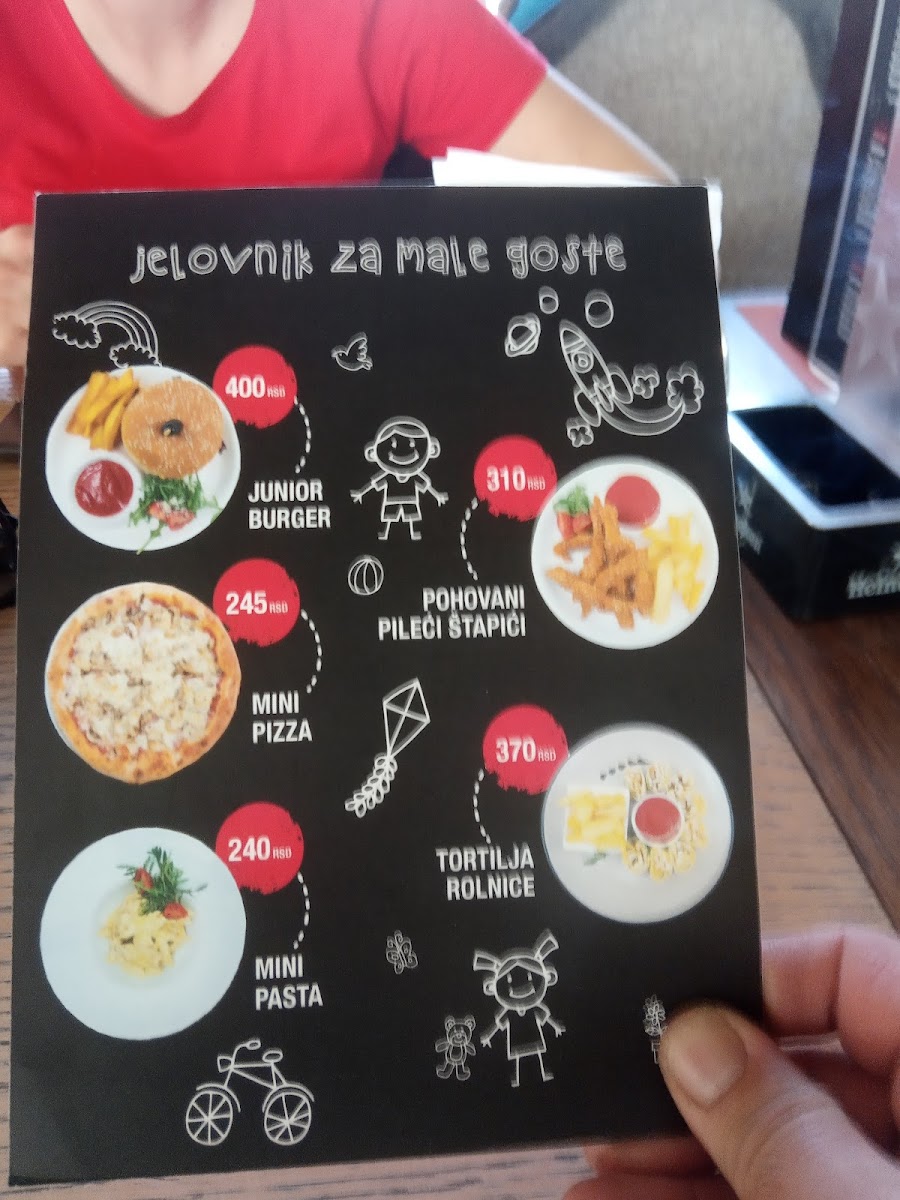 jelovnik za male goste
400 RSD
JUNIOR
BURGER
310 RSD
POHOVANI
PILEĆI ŠTAPIĆI
245 RSD
MINI
PIZZA
370 RSD
TORTILJA
ROLNICE
240 RSD
MINI
PASTA